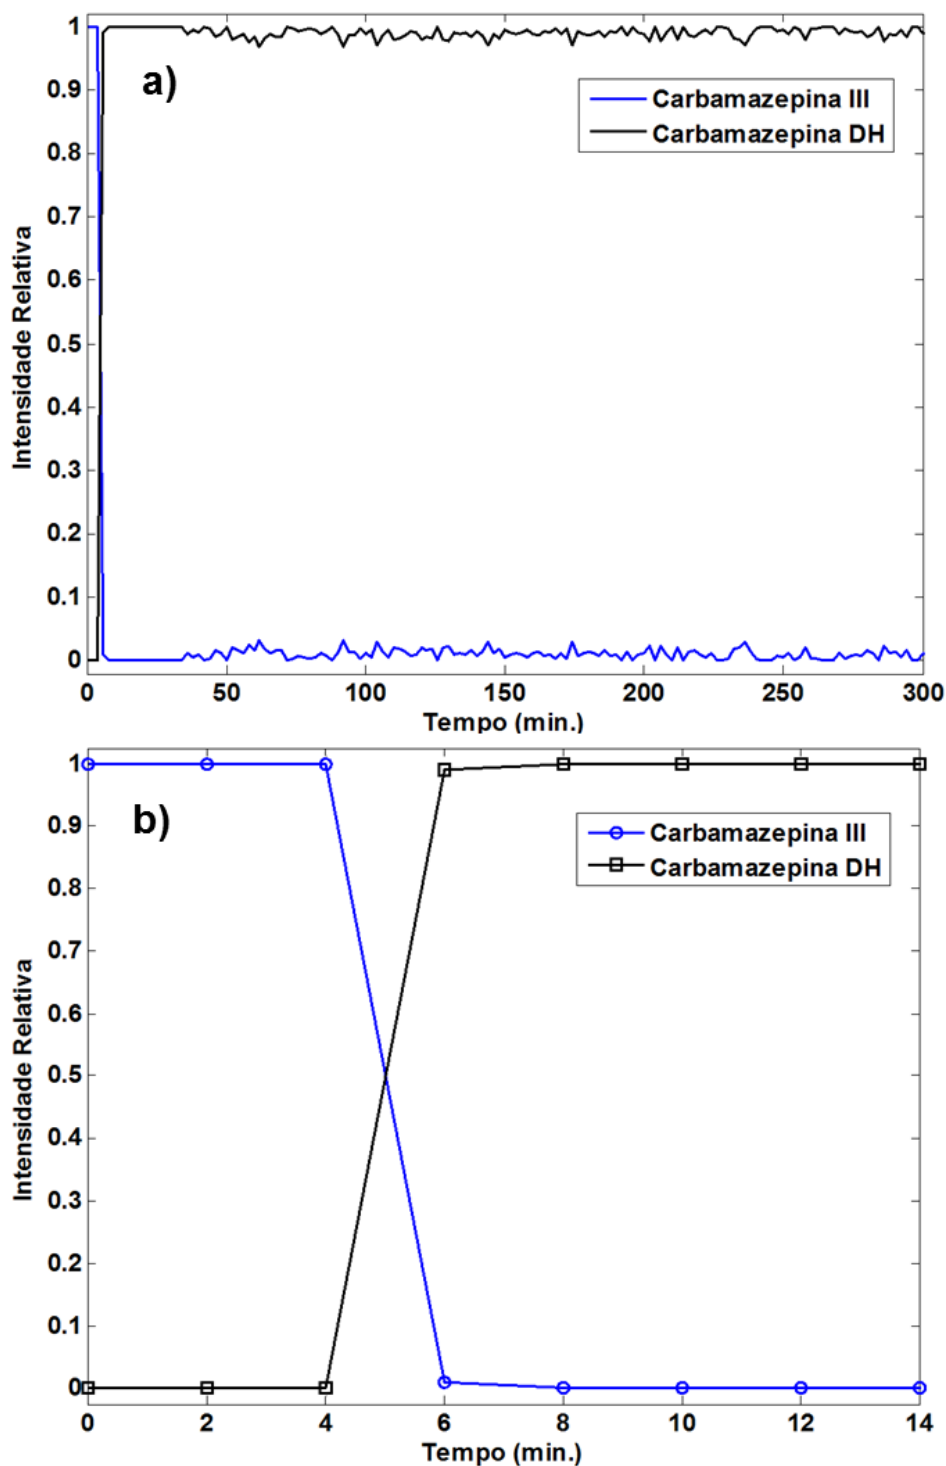 a)
Carbamazepina III
Carbamazepina DH
Intensidade Relativa
1
0.9
0.8
0.7
0.6
0.5
0.4
0.3
0.2
0.1
0
0 50 100 150 200 250 300
Tempo (min.)
b)
Carbamazepina III
Carbamazepina DH
Intensidade Relativa
1
0.9
0.8
0.7
0.6
0.5
0.4
0.3
0.2
0.1
0
0 2 4 6 8 10 12 14
Tempo (min.)